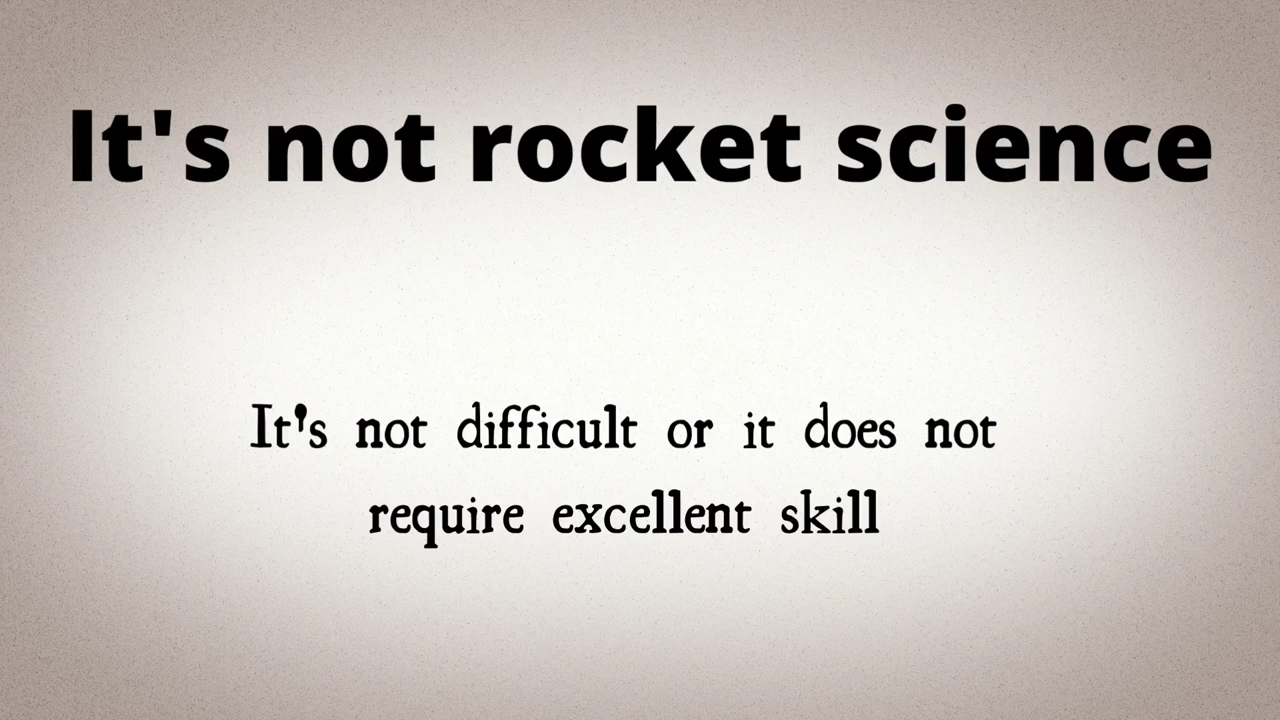 It's not rocket science
It's not difficult or it does not
require excellent skill